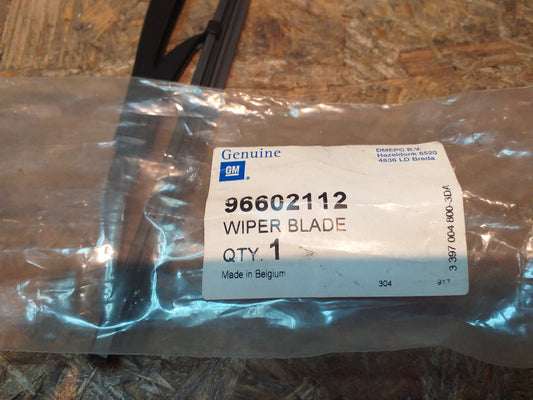 Genuine
GM
DMEPC B.V.
Hazeldonk 6520
4836 LD Breda
96602112
WIPER BLADE
QTY. 1
Made in Belgium
304
917
3 397 004 800-3DA